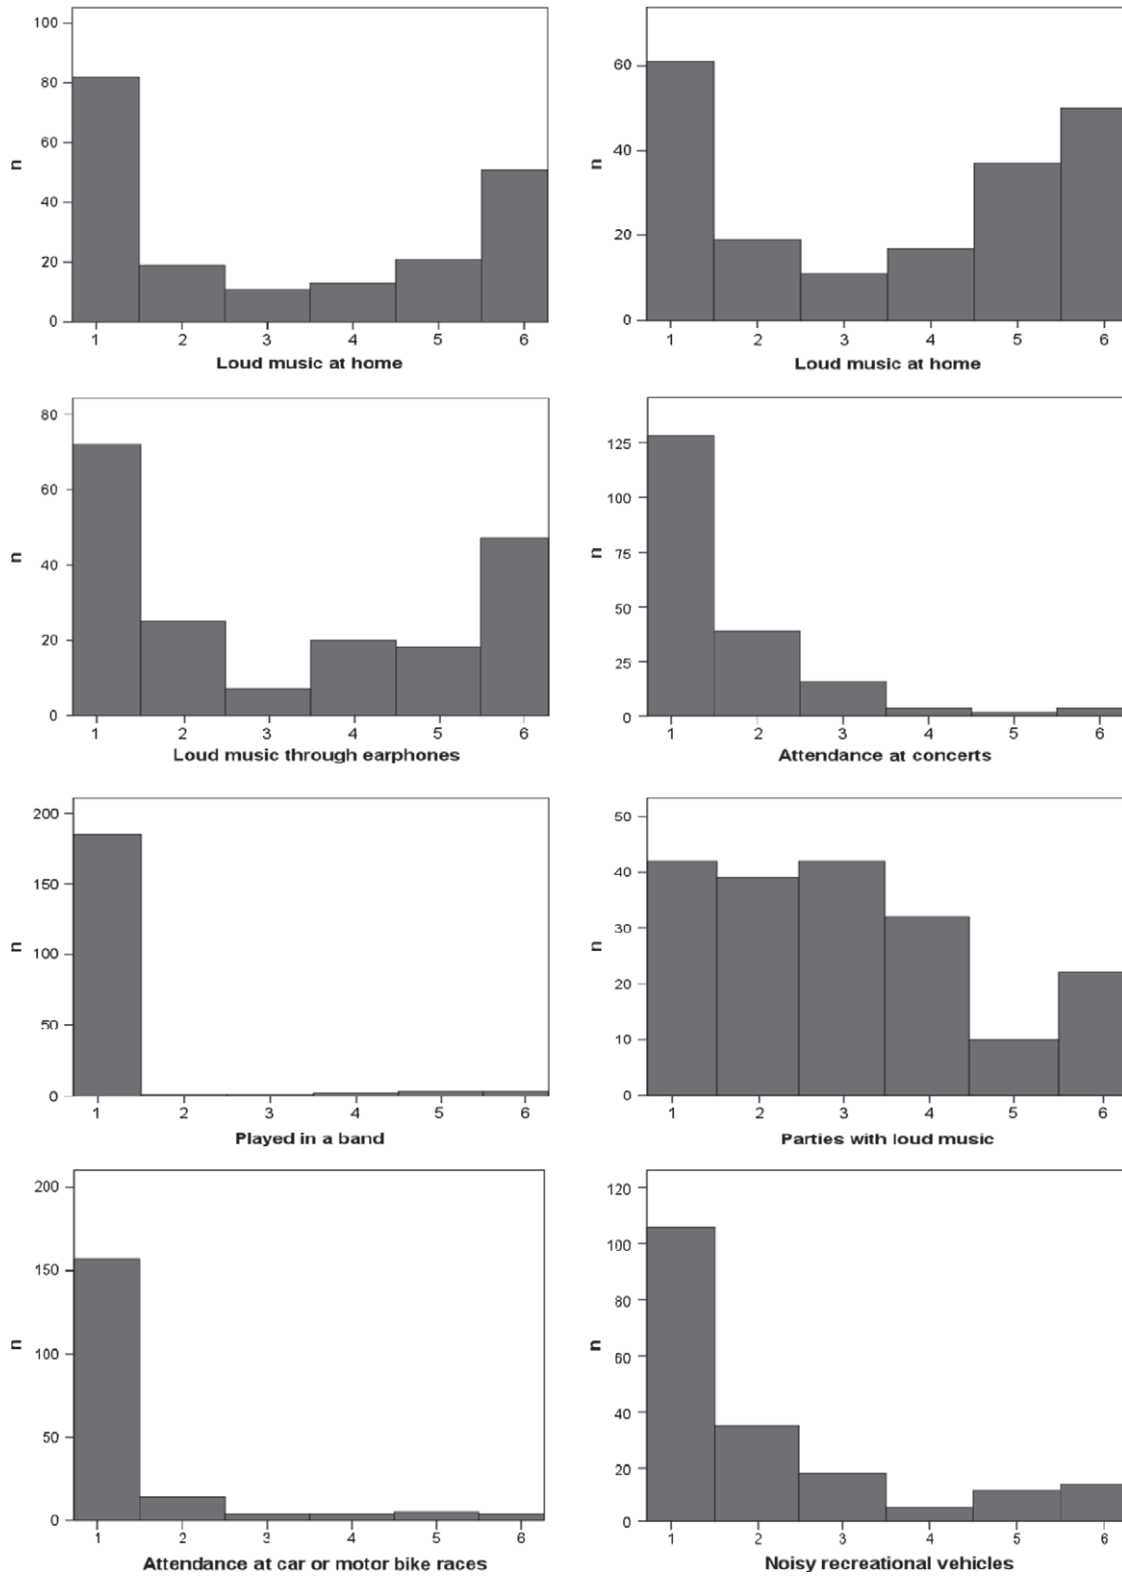 100
80
60
40
20
0
n
1 2 3 4 5 6
Loud music at home
60
40
20
0
n
1 2 3 4 5 6
Loud music at home
80
60
40
20
0
n
1 2 3 4 5 6
Loud music through earphones
125
100
75
50
25
0
n
1 2 3 4 5 6
Attendance at concerts
200
150
100
50
0
n
1 2 3 4 5 6
Played in a band
50
40
30
20
10
0
n
1 2 3 4 5 6
Parties with loud music
200
150
100
50
0
n
1 2 3 4 5 6
Attendance at car or motor bike races
120
100
80
60
40
20
0
n
1 2 3 4 5 6
Noisy recreational vehicles